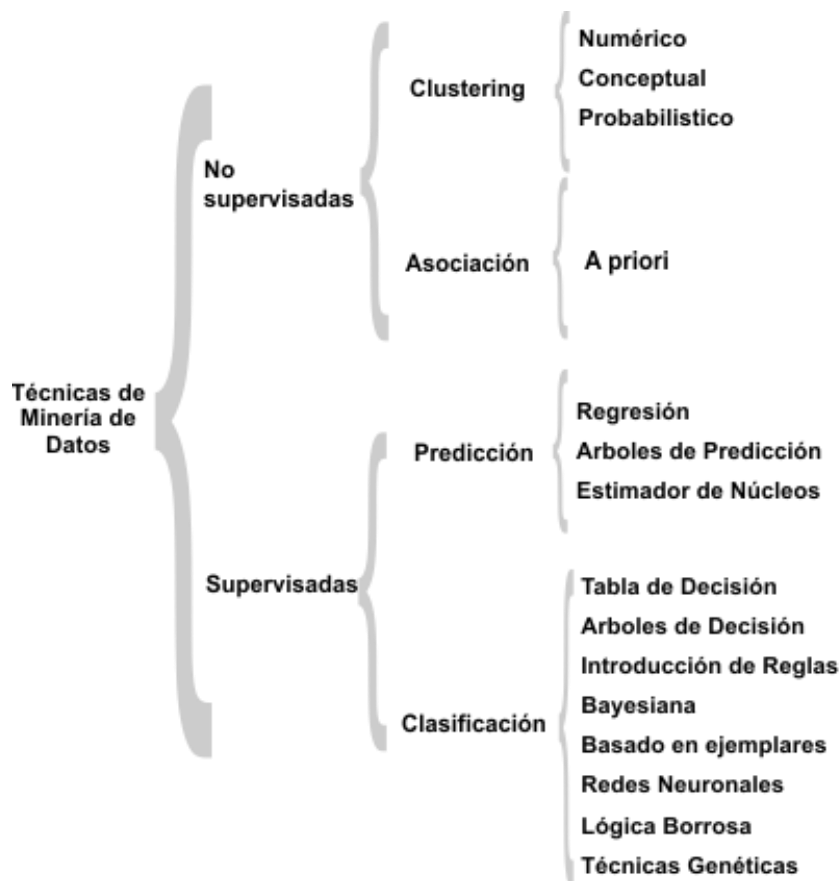 Técnicas de
Minería de
Datos
No
supervisadas
Clustering
Numérico
Conceptual
Probabilistico
Asociación
A priori
Supervisadas
Predicción
Regresión
Arboles de Predicción
Estimador de Núcleos
Clasificación
Tabla de Decisión
Arboles de Decisión
Introducción de Reglas
Bayesiana
Basado en ejemplares
Redes Neuronales
Lógica Borrosa
Técnicas Genéticas